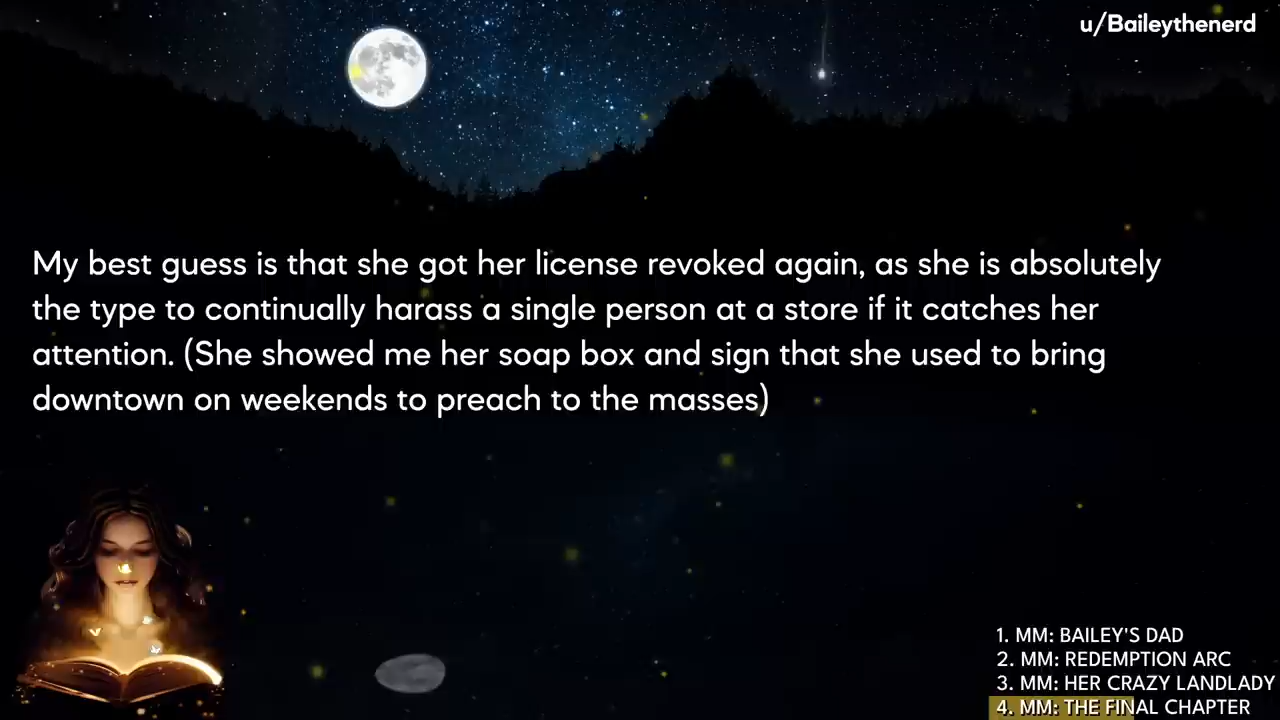 u/Baileythenerd
My best guess is that she got her license revoked again, as she is absolutely
the type to continually harass a single person at a store if it catches her
attention. (She showed me her soap box and sign that she used to bring
downtown on weekends to preach to the masses)
1. MM: BAILEY'S DAD
2. MM: REDEMPTION ARC
3. MM: HER CRAZY LANDLADY
4. MM: THE FINAL CHAPTER